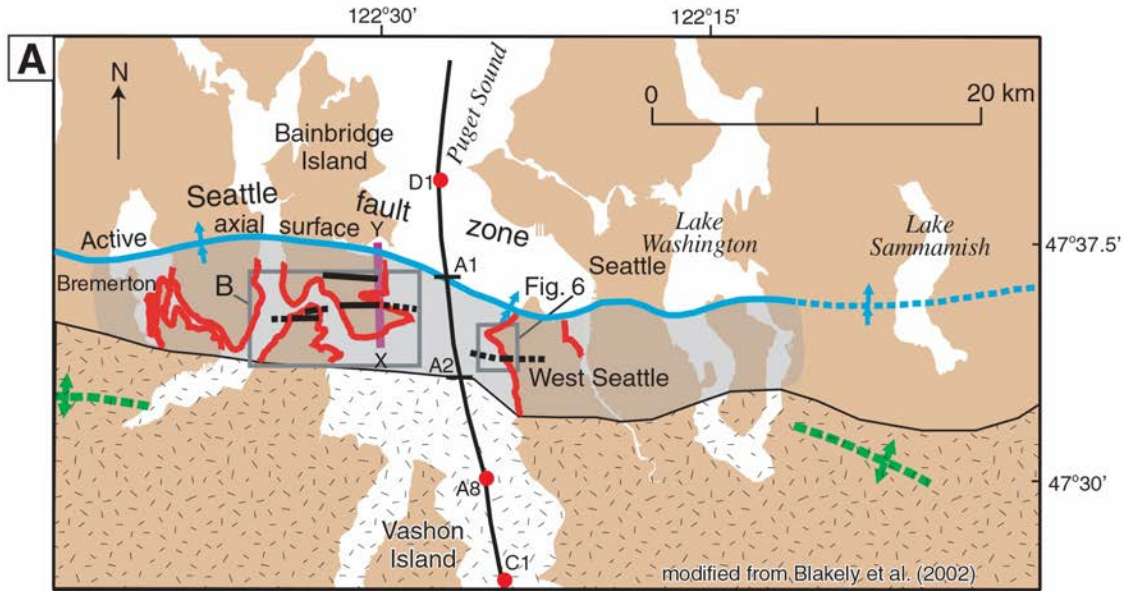 122°30'
122°15'
A
N
0
20 km
Puget Sound
Bainbridge
Island
D1
Seattle
fault
zone
Active
axial surface
Y
Lake
Washington
Lake
Sammamish
47°37.5'
Bremerton
B
A1
Seattle
Fig. 6
X
A2
West Seattle
A8
47°30'
Vashon
Island
C1
modified from Blakely et al. (2002)